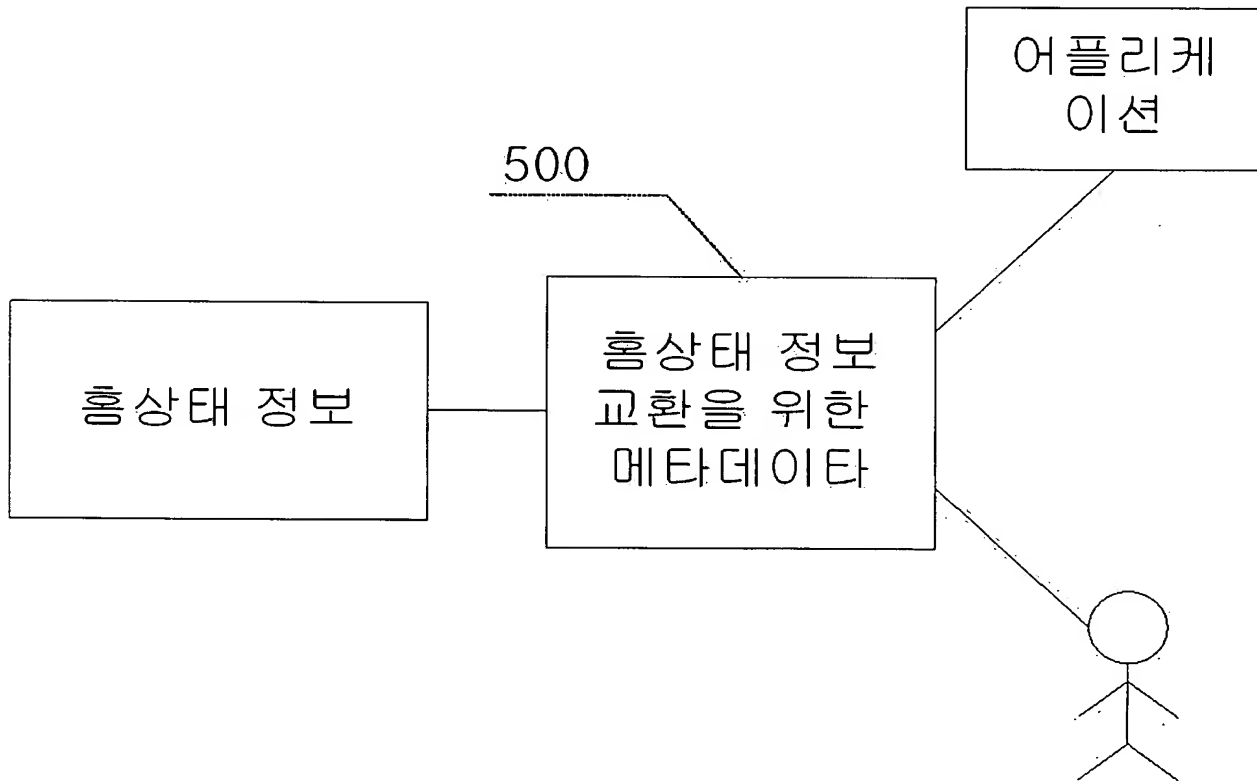 어플리케
이션
500
홈상태 정보
홈상태 정보
교환을 위한
메타데이타